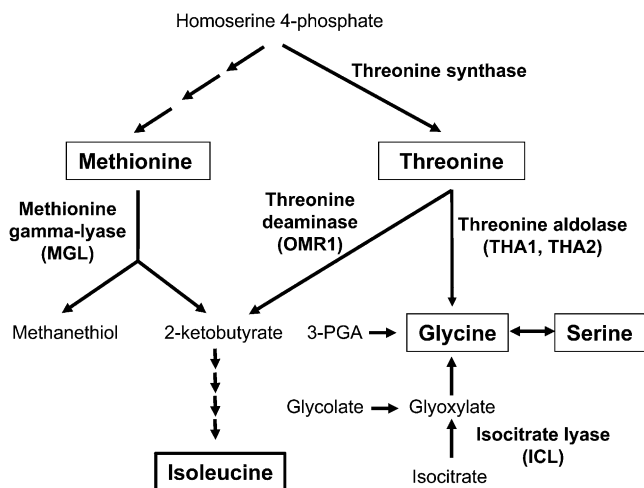 Homoserine 4-phosphate
Threonine synthase
Methionine
Threonine
Methionine
gamma-lyase
(MGL)
Threonine
deaminase
(OMR1)
Threonine aldolase
(THA1, THA2)
Methanethiol
2-ketobutyrate
3-PGA
Glycine
Serine
Glycolate
Glyoxylate
Isocitrate lyase
(ICL)
Isoleucine
Isocitrate